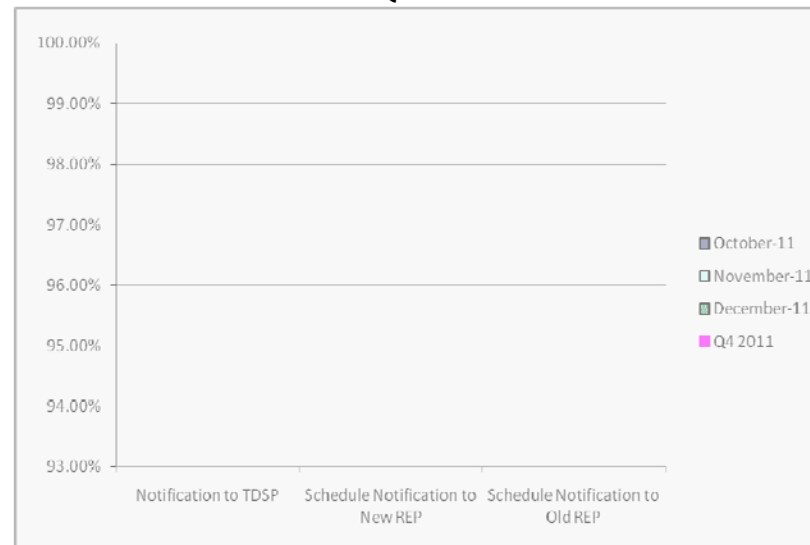 100.00%
99.00%
98.00%
97.00%
96.00%
95.00%
94.00%
93.00%
Notification to TDSP
Schedule Notification to
New REP
Schedule Notification to
Old REP
October-11
November-11
December-11
Q4 2011